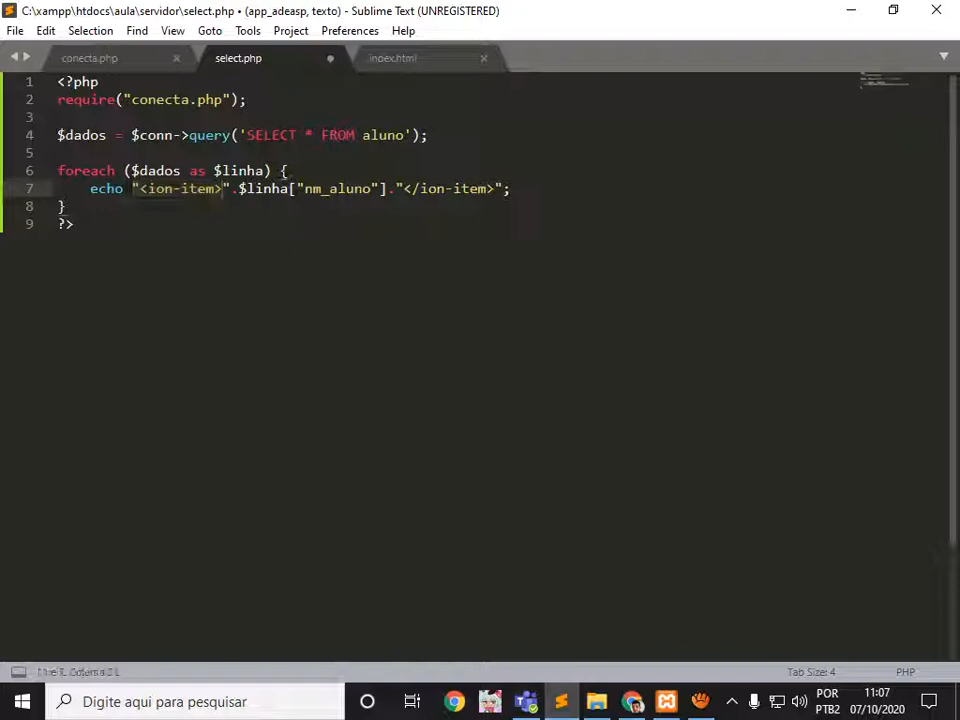 C:\xampp\htdocs\aula\servidor\select.php • (app_adeasp, texto) - Sublime Text (UNREGISTERED)
File Edit Selection Find View Goto Tools Project Preferences Help
conecta.php select.php index.html
1 <?php
2 require("conecta.php");
3
4 $dados = $conn->query('SELECT * FROM aluno');
5
6 foreach ($dados as $linha) {
7 echo "<ion-item>".$linha["nm_aluno"]."</ion-item>";
8 }
9 ?>
Tab Size: 4 PHP
Digite aqui para pesquisar
POR
PTB2
11:07
07/10/2020